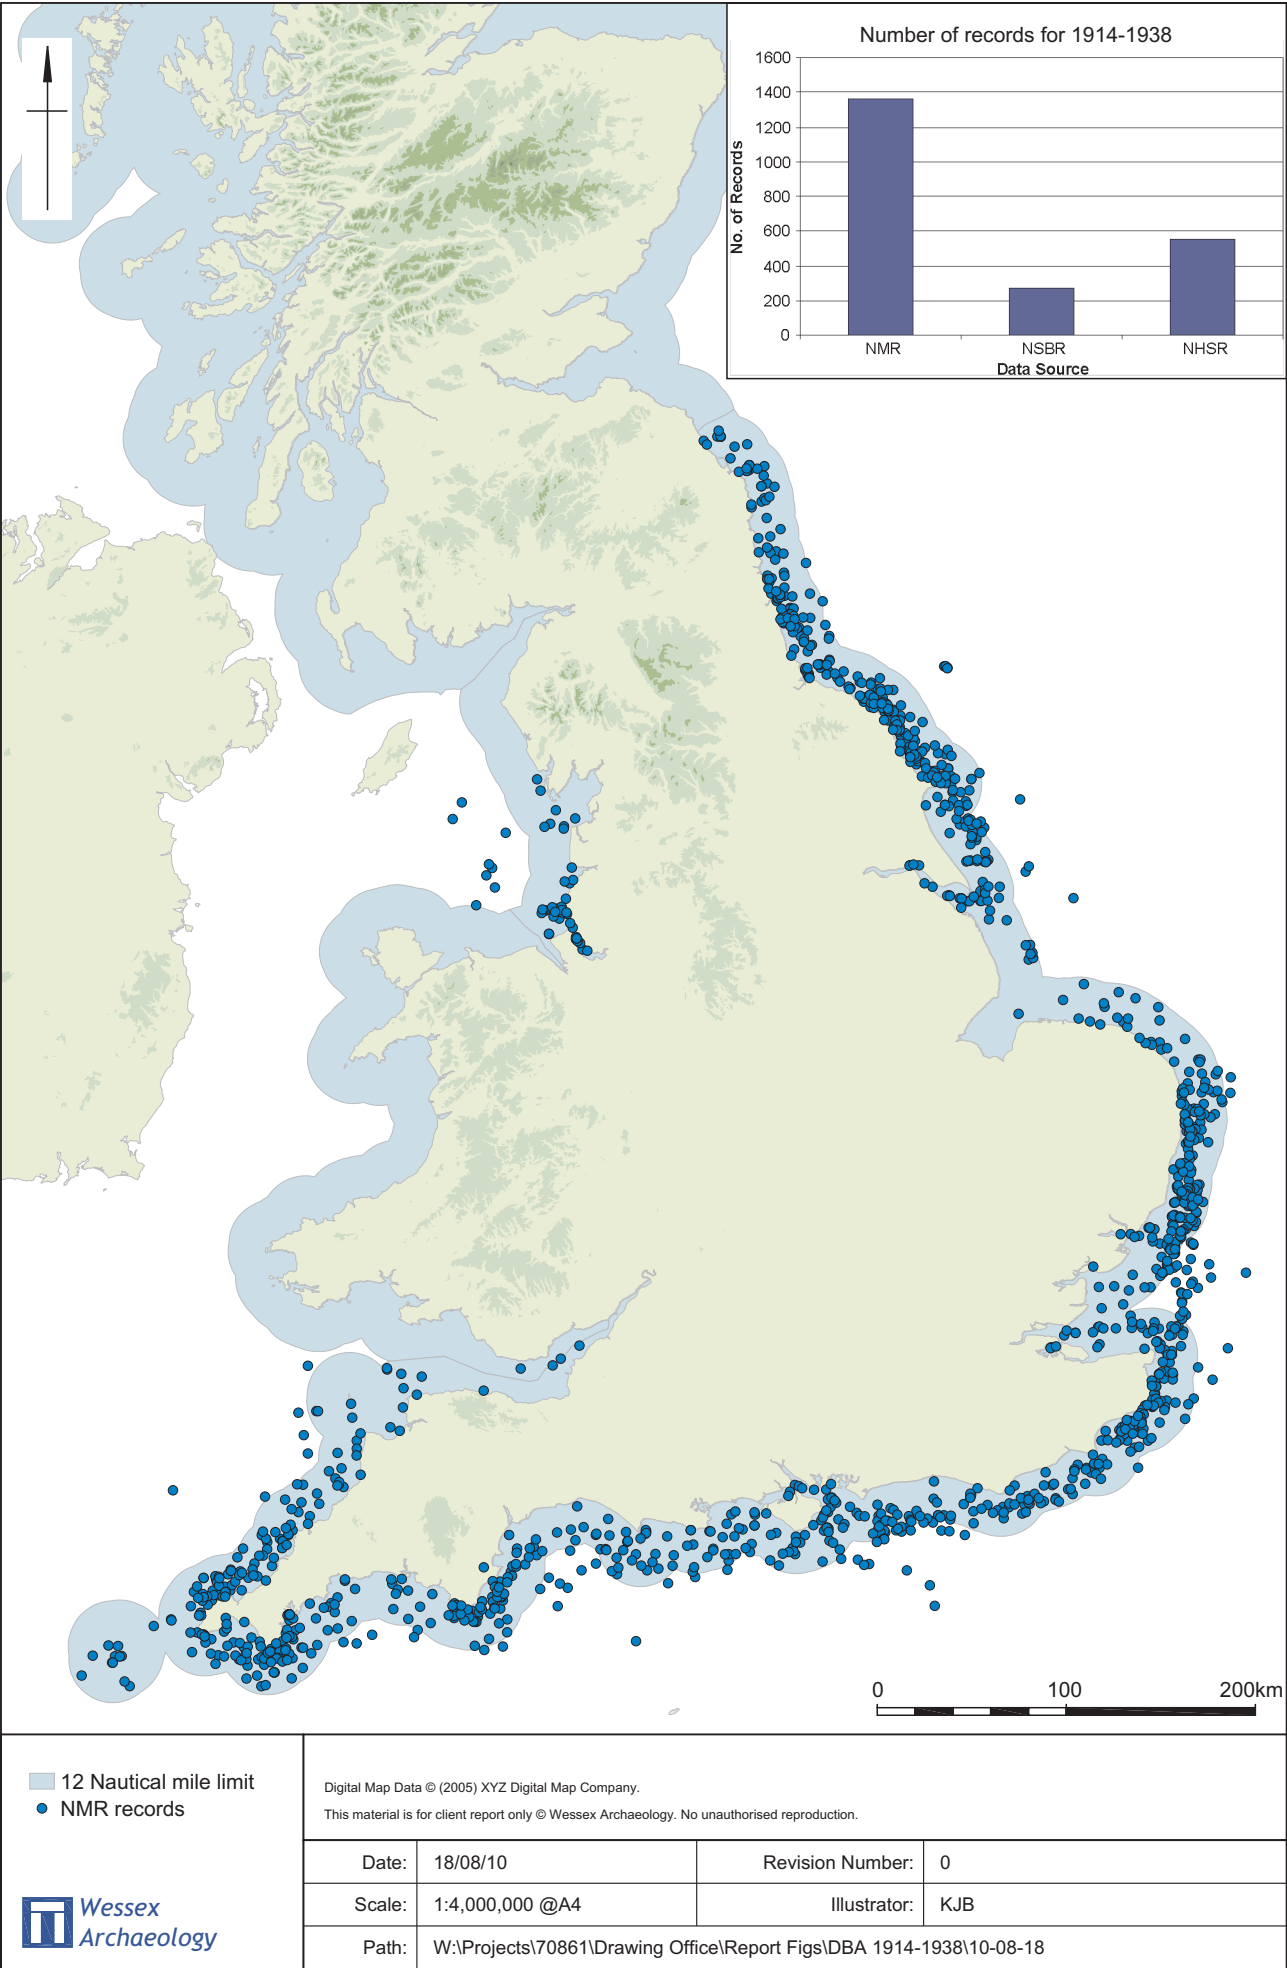 Number of records for 1914-1938
1600
1400
1200
1000
800
600
400
200
0
No. of Records
NMR NSBR NHSR
Data Source
0 100 200km
12 Nautical mile limit
NMR records
Wessex
Archaeology
Digital Map Data © (2005) XYZ Digital Map Company.
This material is for client report only © Wessex Archaeology. No unauthorised reproduction.
Date: 18/08/10 Revision Number: 0
Scale: 1:4,000,000 @A4 Illustrator: KJB
Path: W:\Projects\70861\Drawing Office\Report Figs\DBA 1914-1938\10-08-18